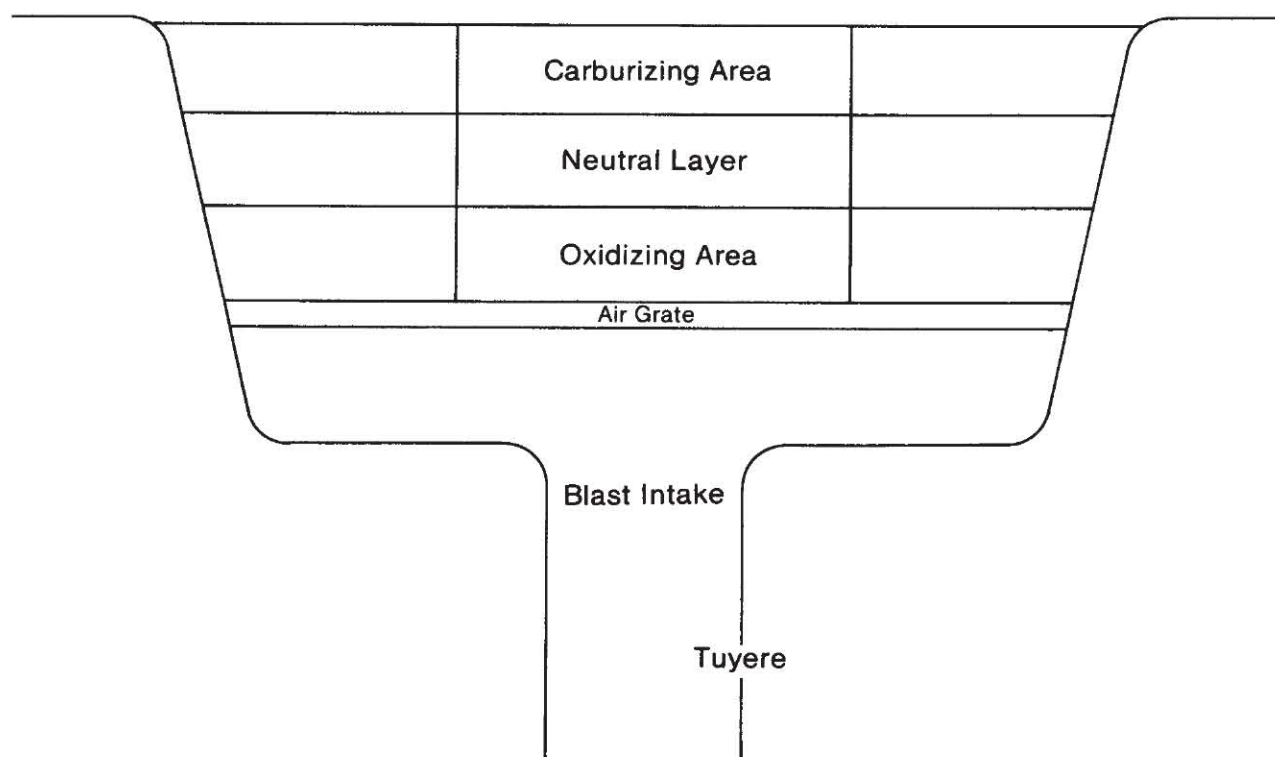 Carburizing Area
Neutral Layer
Oxidizing Area
Air Grate
Blast Intake
Tuyere